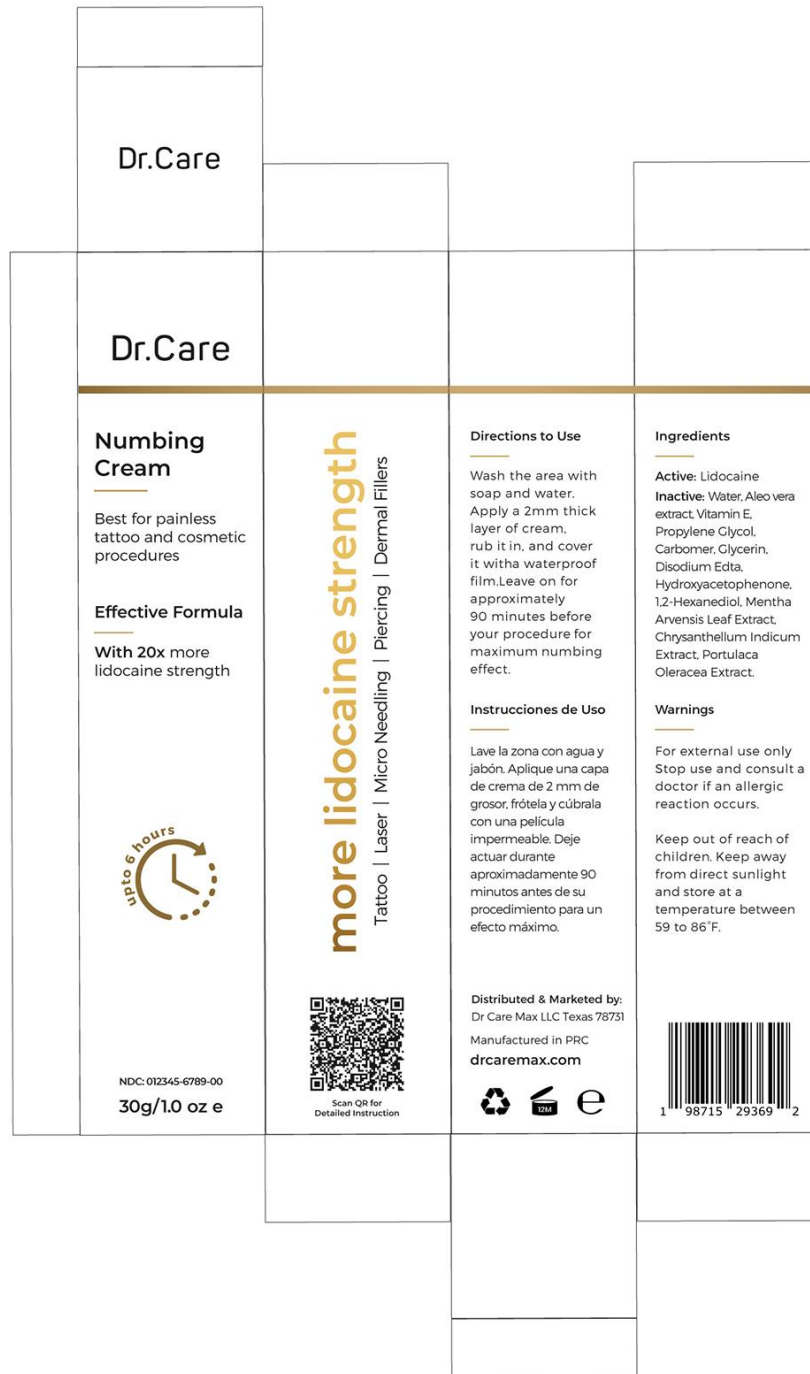 Dr.Care
Dr.Care
Numbing
Cream
Best for painless
tattoo and cosmetic
procedures
Effective Formula
With 20x more
lidocaine strength
upto 6 hours
NDC: 012345-6789-00
30g/1.0 oz e
more lidocaine strength
Tattoo | Laser | Micro Needling | Piercing | Dermal Fillers
Scan QR for
Detailed Instruction
Directions to Use
Wash the area with
soap and water.
Apply a 2mm thick
layer of cream,
rub it in, and cover
it witha waterproof
film.Leave on for
approximately
90 minutes before
your procedure for
maximum numbing
effect.
Instrucciones de Uso
Lave la zona con agua y
jabón. Aplique una capa
de crema de 2 mm de
grosor, frótela y cúbrala
con una película
impermeable. Deje
actuar durante
aproximadamente 90
minutos antes de su
procedimiento para un
efecto máximo.
Distributed & Marketed by:
Dr Care Max LLC Texas 78731
Manufactured in PRC
drcaremax.com
12M
e
Ingredients
Active: Lidocaine
Inactive: Water, Aleo vera
extract, Vitamin E,
Propylene Glycol,
Carbomer, Glycerin,
Disodium Edta,
Hydroxyacetophenone,
1,2-Hexanediol, Mentha
Arvensis Leaf Extract,
Chrysanthellum Indicum
Extract, Portulaca
Oleracea Extract.
Warnings
For external use only
Stop use and consult a
doctor if an allergic
reaction occurs.
Keep out of reach of
children. Keep away
from direct sunlight
and store at a
temperature between
59 to 86°F.
1 98715 29369 2